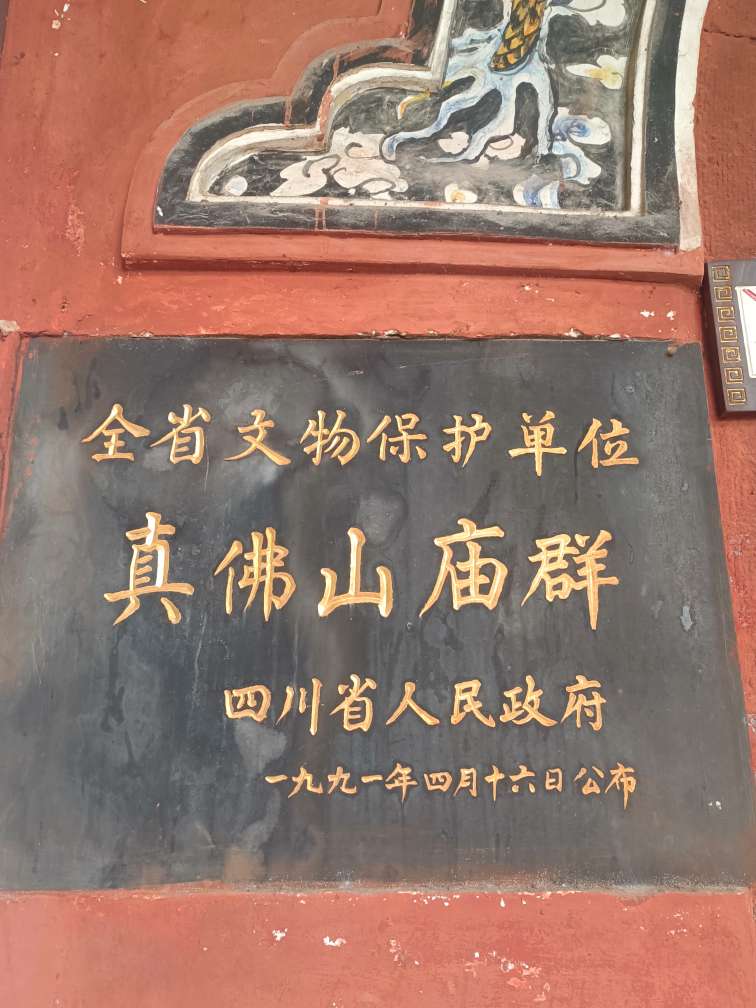 全省文物保护单位
真佛山庙群
四川省人民政府
一九九一年四月十六日公布